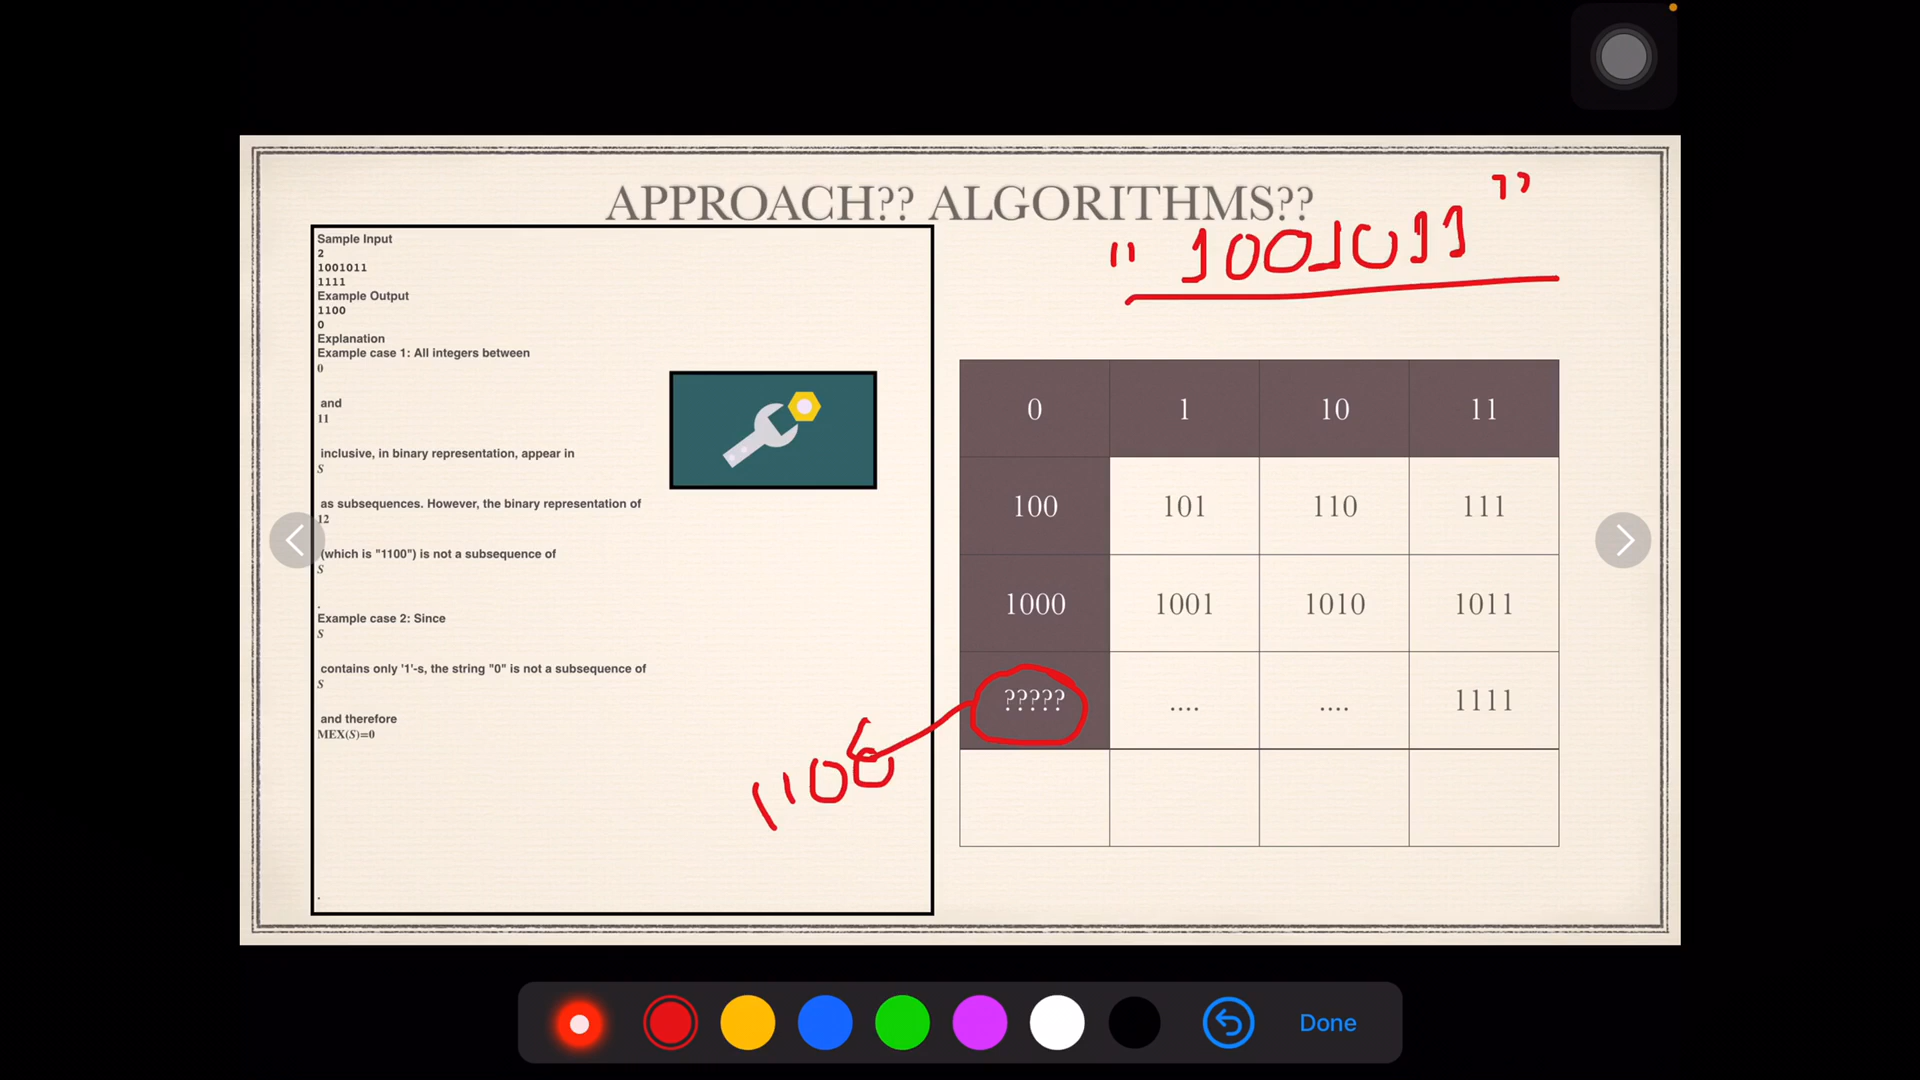 APPROACH?? ALGORITHMS??
" 1001011 "
Sample Input
2
1001011
1111
Example Output
1100
0
Explanation
Example case 1: All integers between
0
and
11
inclusive, in binary representation, appear in
S
as subsequences. However, the binary representation of
12
(which is "1100") is not a subsequence of
S
.
Example case 2: Since
S
contains only '1'-s, the string "0" is not a subsequence of
S
and therefore
MEX(S)=0
.
0 1 10 11
100 101 110 111
1000 1001 1010 1011
????? .... .... 1111
1100
Done